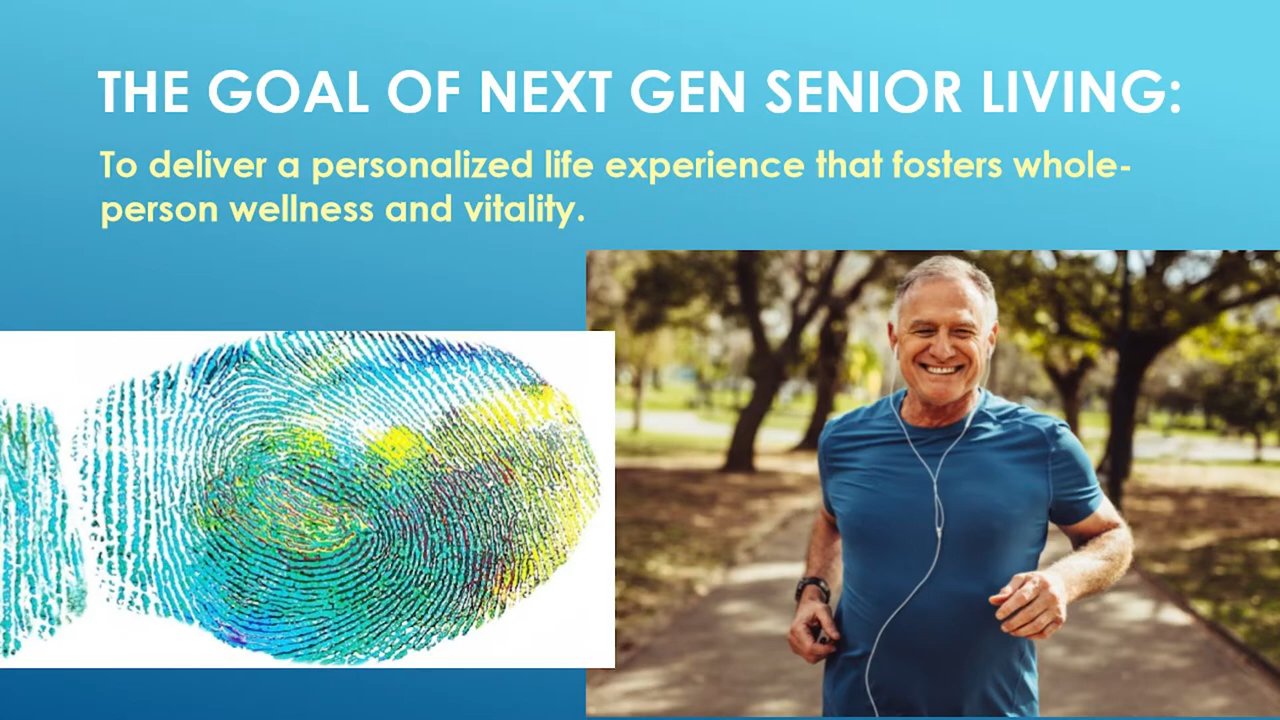 THE GOAL OF NEXT GEN SENIOR LIVING:
To deliver a personalized life experience that fosters whole-
person wellness and vitality.